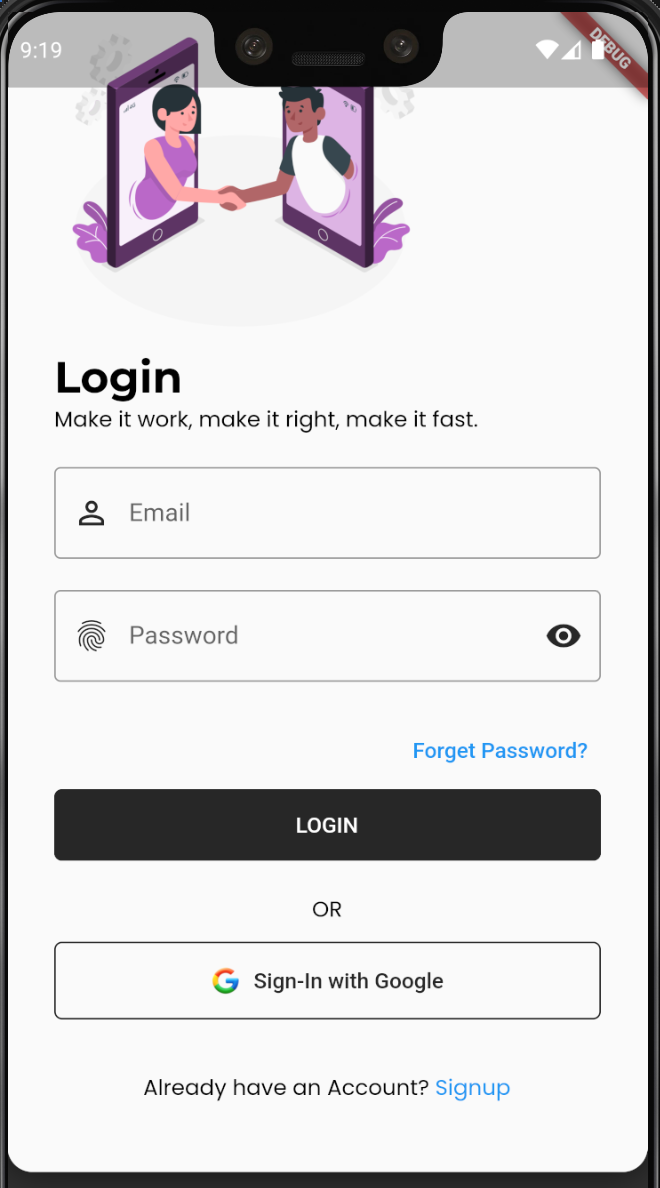 9:19
DEBUG
Login
Make it work, make it right, make it fast.
Email
Password
Forget Password?
LOGIN
OR
Sign-In with Google
Already have an Account? Signup